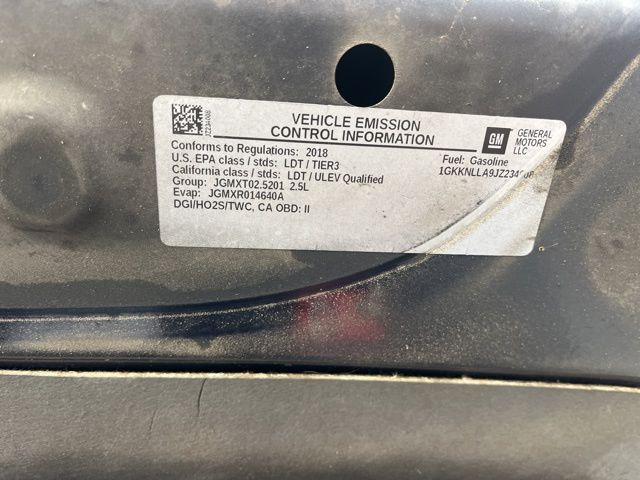 VEHICLE EMISSION
CONTROL INFORMATION
GM
GENERAL
MOTORS
LLC
Conforms to Regulations: 2018
U.S. EPA class / stds: LDT / TIER3
California class / stds: LDT / ULEV Qualified
Group: JGMXT02.5201 2.5L
Evap: JGMXR014640A
DGI/HO2S/TWC, CA OBD: II
Fuel: Gasoline